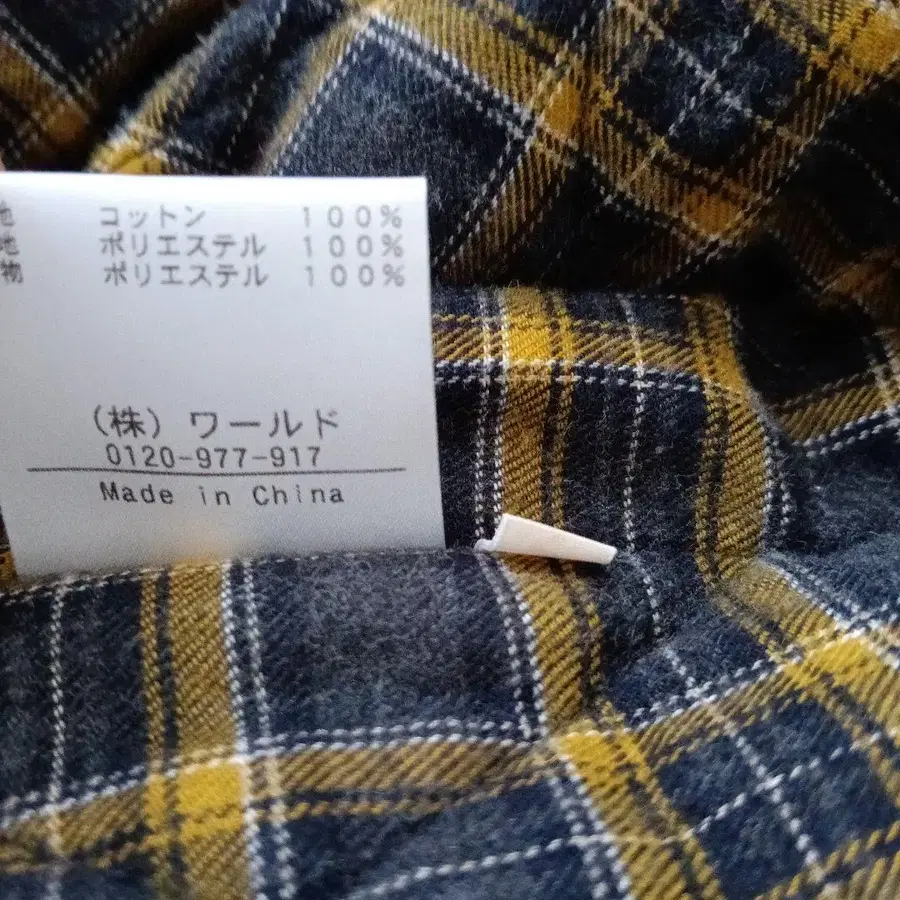 地 コットン 100%
地 ポリエステル 100%
物 ポリエステル 100%
(株) ワールド
0120-977-917
Made in China